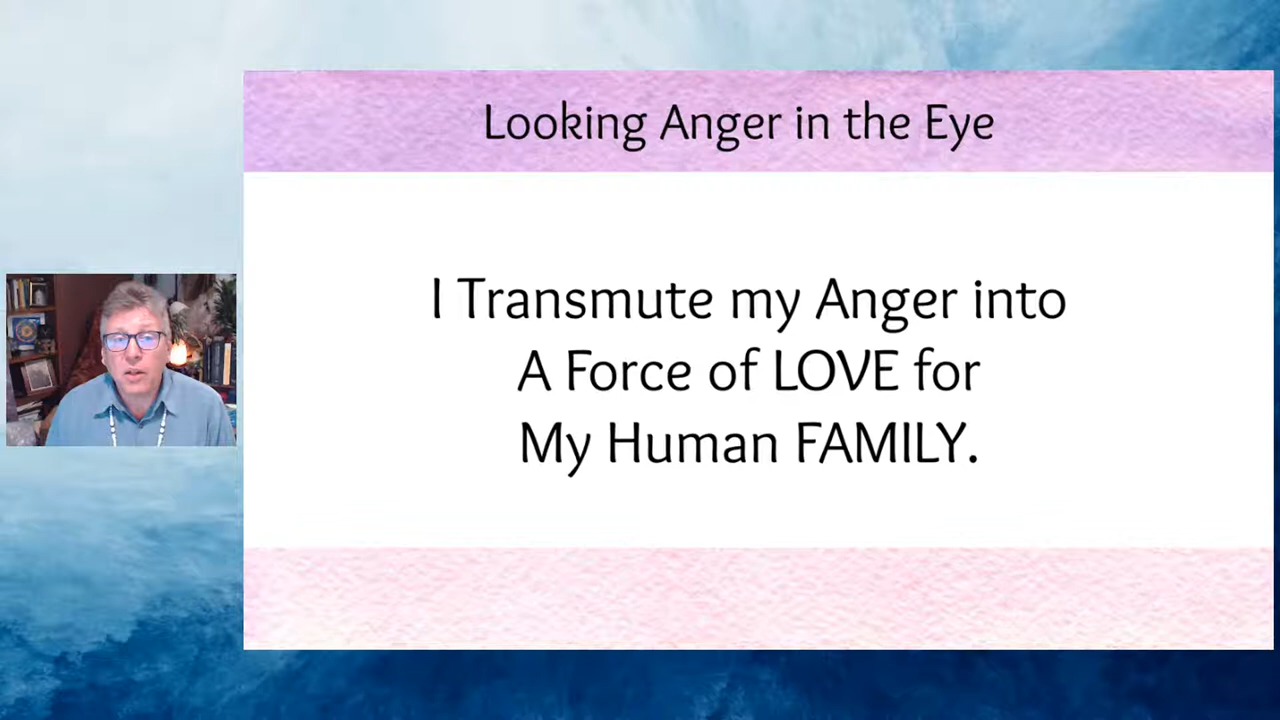 Looking Anger in the Eye
I Transmute my Anger into
A Force of LOVE for
My Human FAMILY.